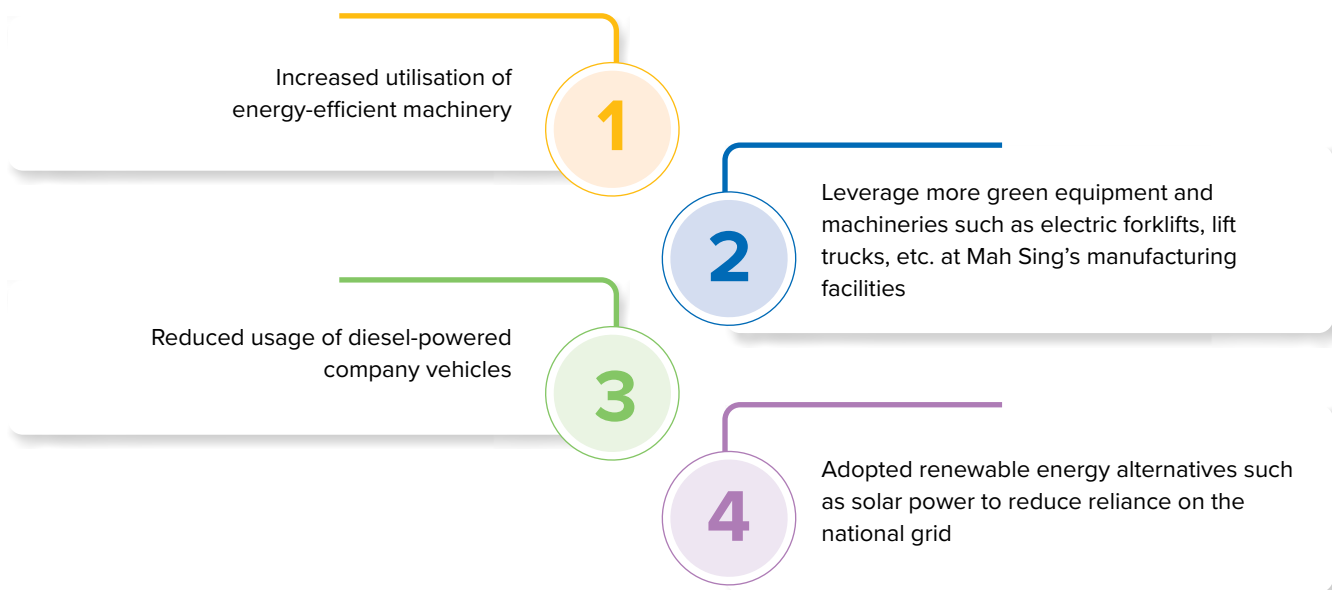 Increased utilisation of
energy-efficient machinery
1
Leverage more green equipment and
machineries such as electric forklifts, lift
trucks, etc. at Mah Sing’s manufacturing
facilities
2
Reduced usage of diesel-powered
company vehicles
3
Adopted renewable energy alternatives such
as solar power to reduce reliance on the
national grid
4